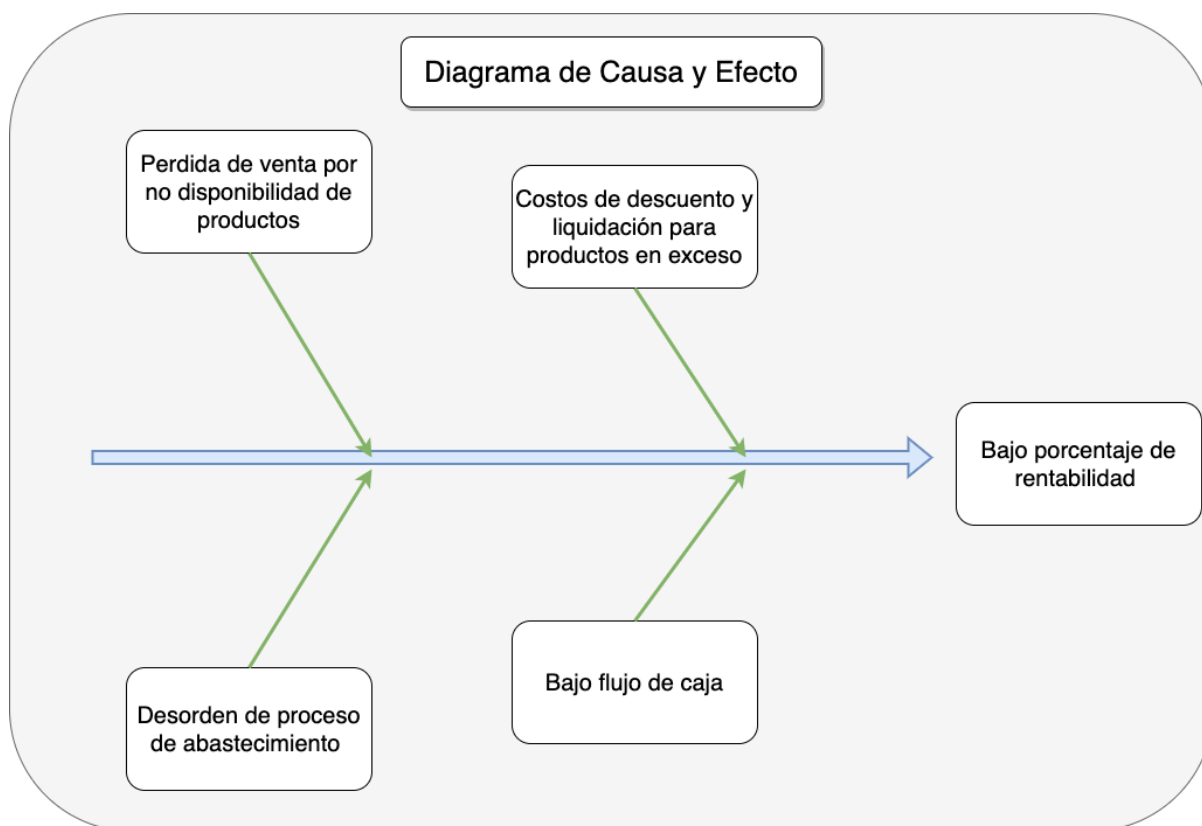 Diagrama de Causa y Efecto
Perdida de venta por
no disponibilidad de
productos
Costos de descuento y
liquidación para
productos en exceso
Bajo porcentaje de
rentabilidad
Desorden de proceso
de abastecimiento
Bajo flujo de caja